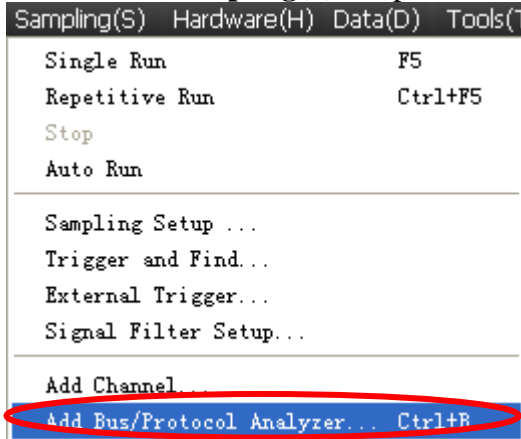 Sampling(S) Hardware(H) Data(D) Tools(T
Single Run F5
Repetitive Run Ctrl+F5
Stop
Auto Run
Sampling Setup ...
Trigger and Find...
External Trigger...
Signal Filter Setup...
Add Channel...
Add Bus/Protocol Analyzer... Ctrl+B